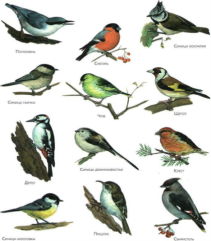 Поползень
Снегирь
Синица хохлатая
Синица гаичка
Чиж
Щегол
Дятел
Синица длиннохвостая
Клест
Синица московка
Пищуха
Свиристель